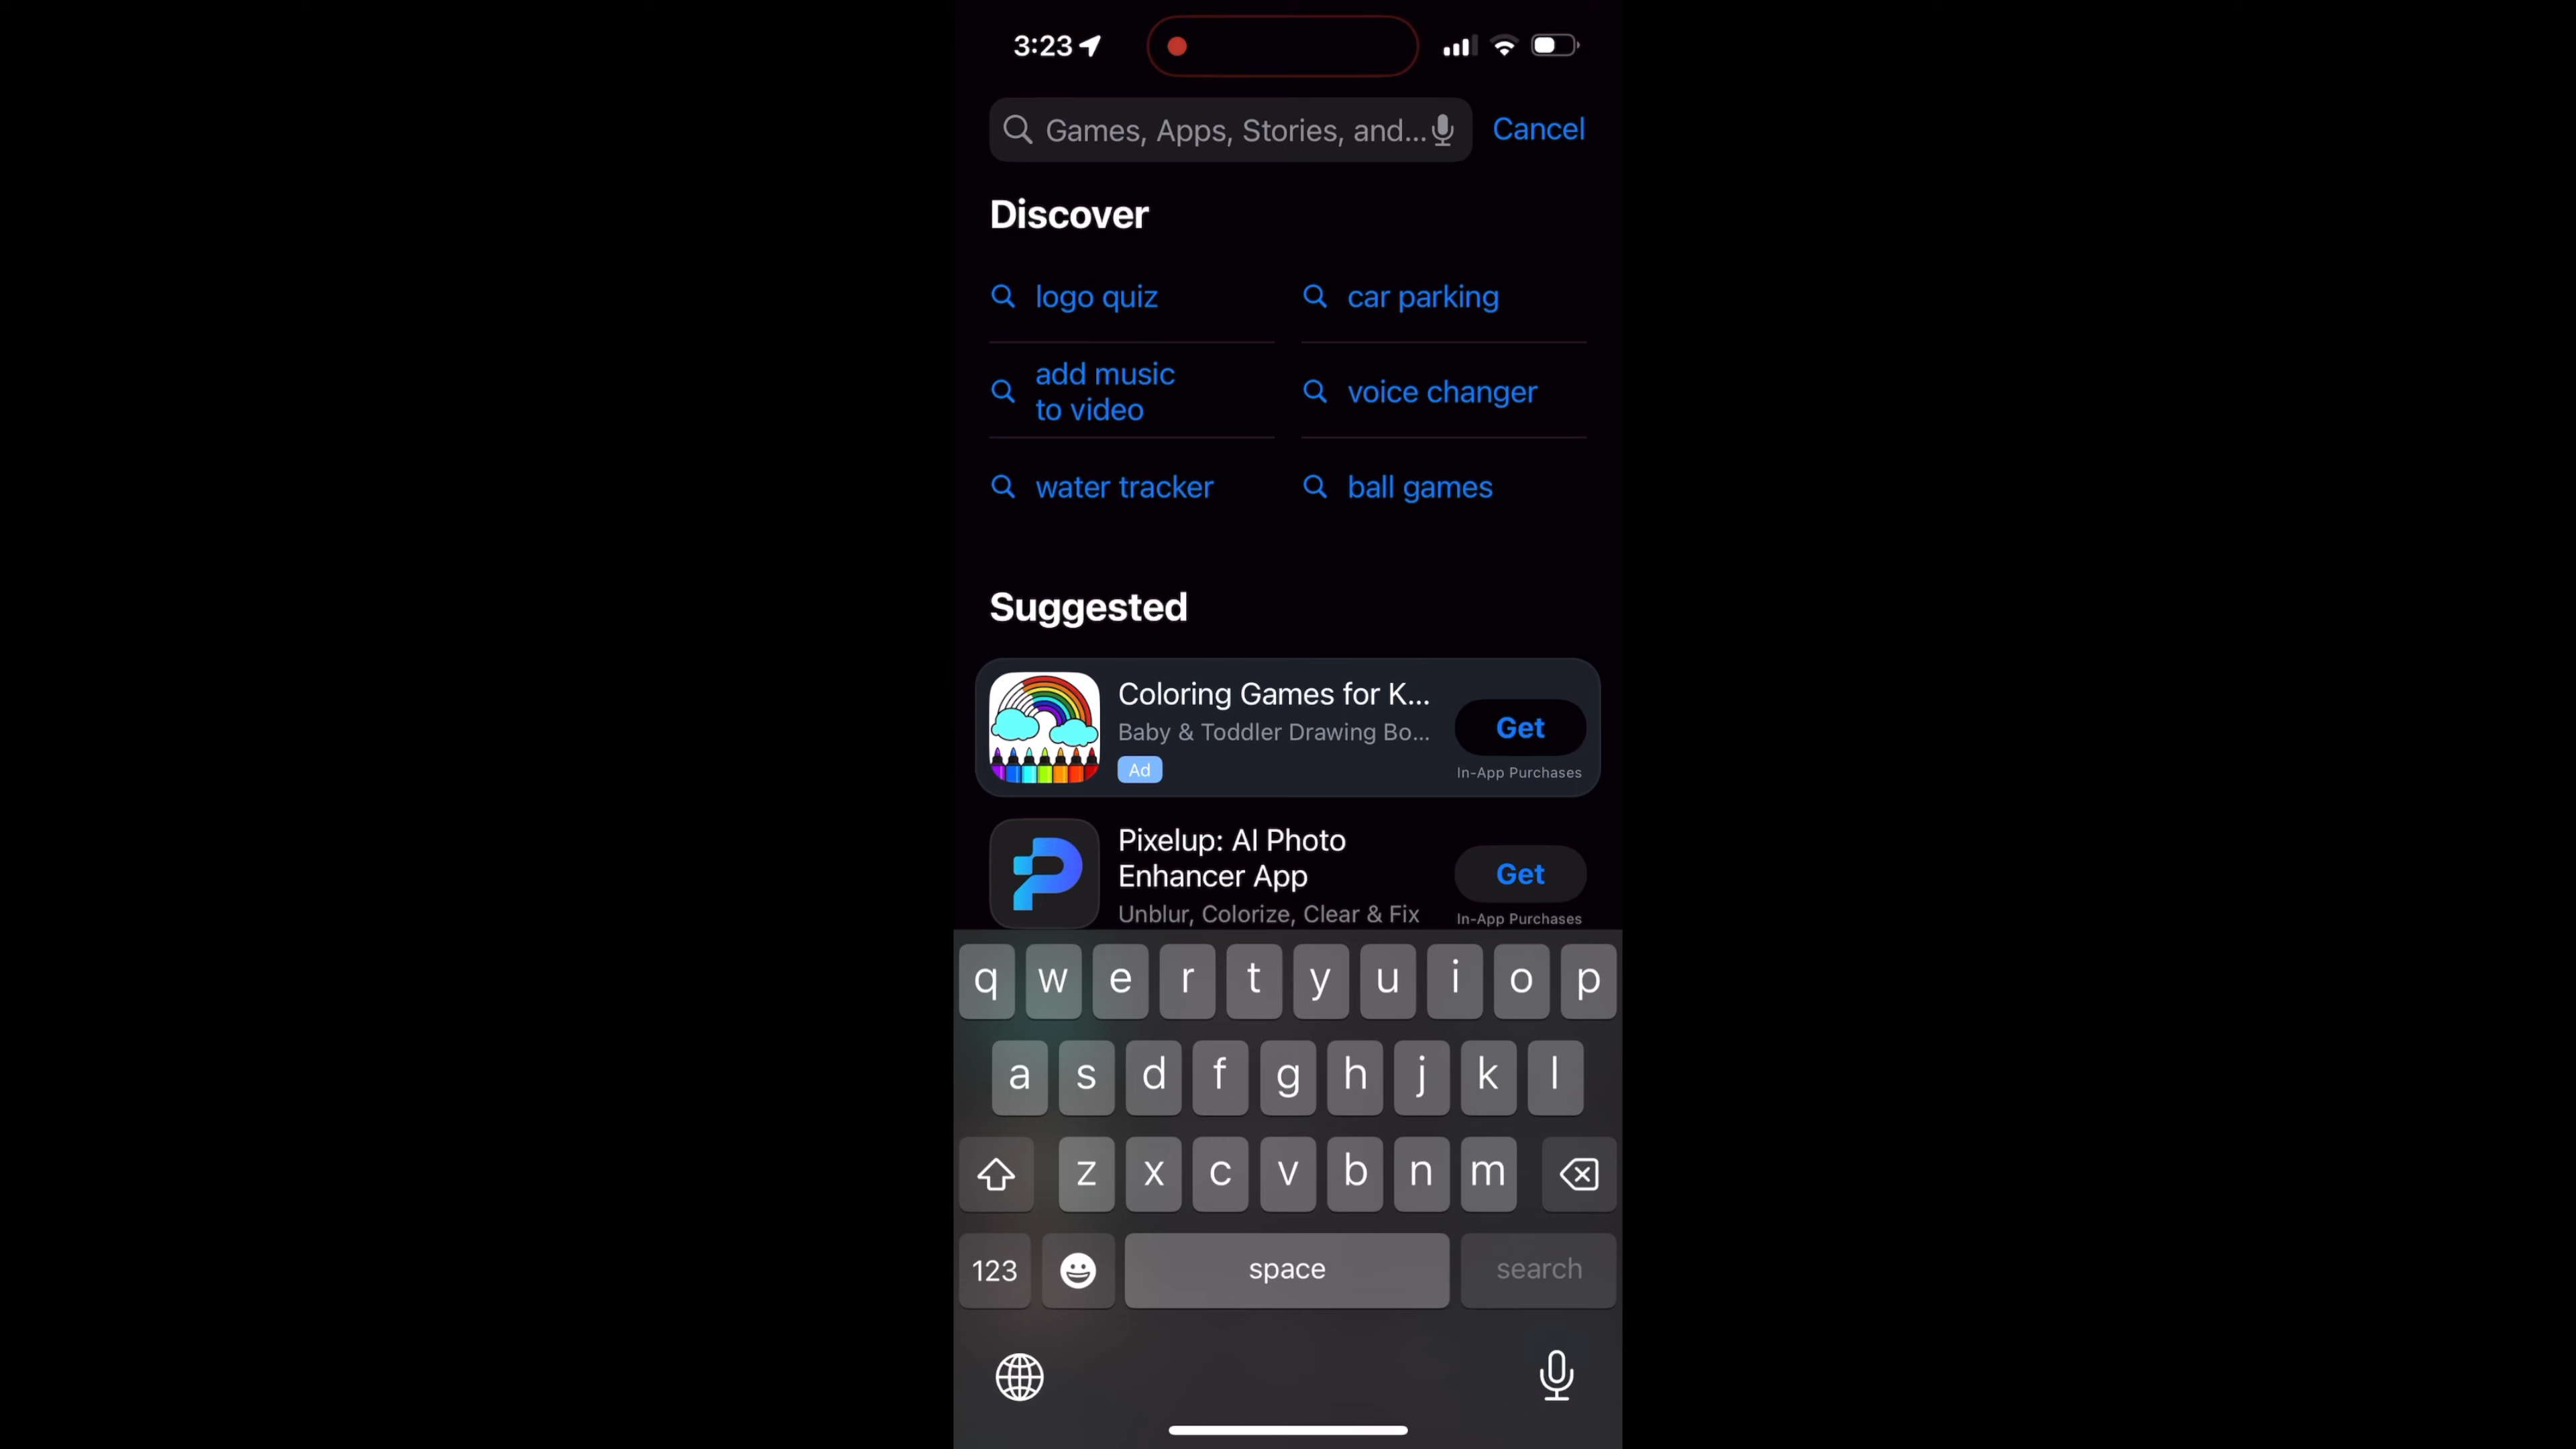 3:23
Games, Apps, Stories, and...
Cancel
Discover
logo quiz
car parking
add music
to video
voice changer
water tracker
ball games
Suggested
Coloring Games for K...
Baby & Toddler Drawing Bo...
Ad
Get
In-App Purchases
Pixelup: AI Photo
Enhancer App
Unblur, Colorize, Clear & Fix
Get
In-App Purchases
q w e r t y u i o p
a s d f g h j k l
z x c v b n m
123
space
search